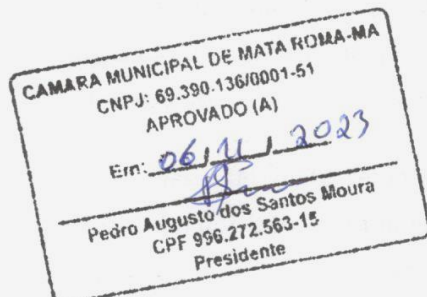 CAMARA MUNICIPAL DE MATA ROMA-MA
CNPJ: 69.390.136/0001-51
APROVADO (A)
Em: 06 / 11 / 2023
Pedro Augusto dos Santos Moura
CPF 996.272.563-15
Presidente